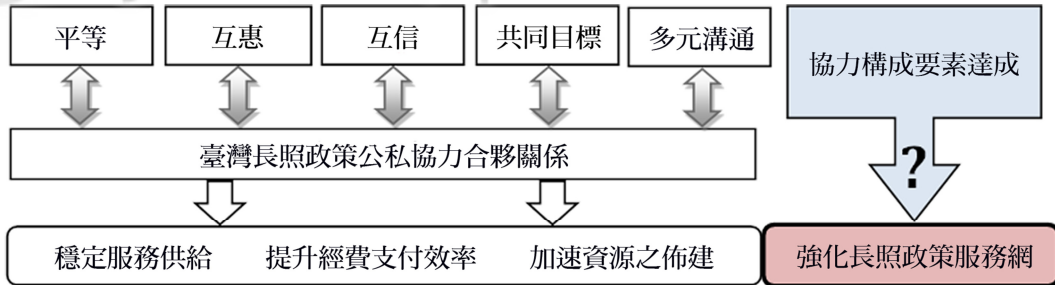 平等
互惠
互信
共同目標
多元溝通
協力構成要素達成
臺灣長照政策公私協力合夥關係
?
穩定服務供給 提升經費支付效率 加速資源之佈建
強化長照政策服務網